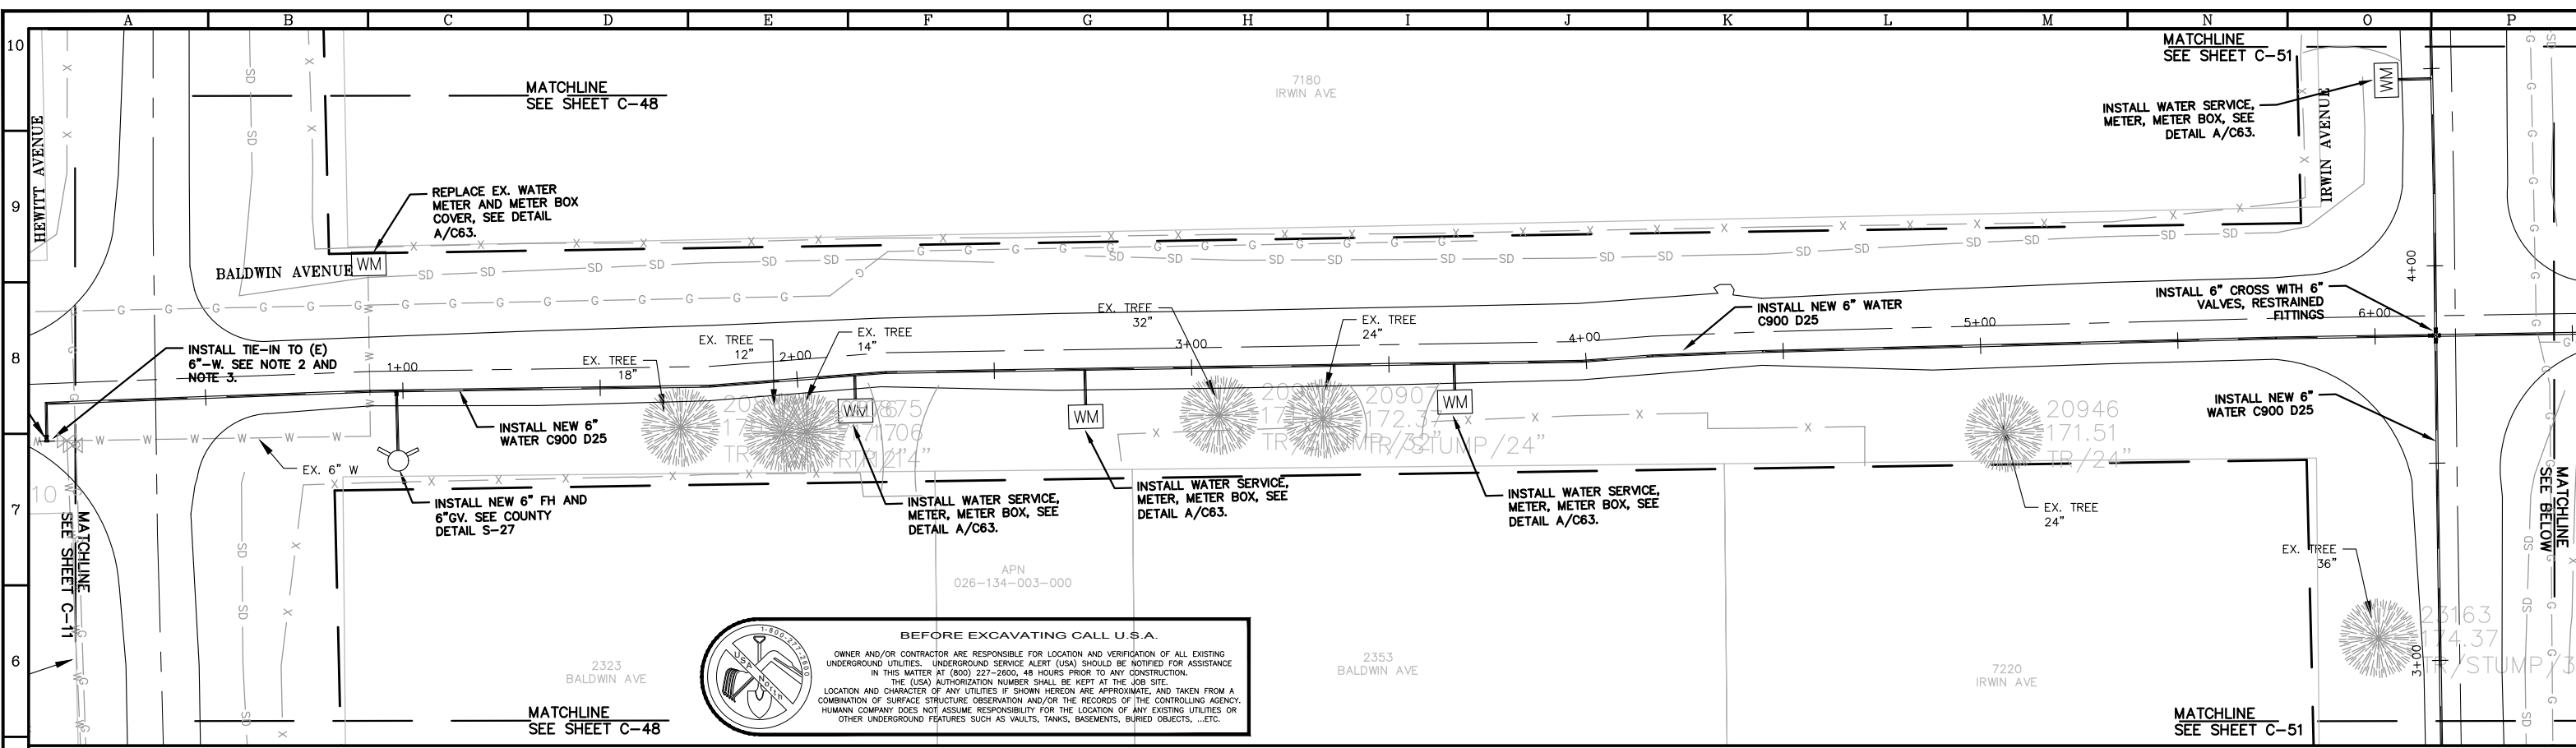 A B C D E F G H I J K L M N O P
10
9
8
7
6
HEWITT AVENUE
MATCHLINE
SEE SHEET C-48
7180
IRWIN AVE
MATCHLINE
SEE SHEET C-51
WM
INSTALL WATER SERVICE,
METER, METER BOX, SEE
DETAIL A/C63.
IRWIN AVENUE
REPLACE EX. WATER
METER AND METER BOX
COVER, SEE DETAIL
A/C63.
BALDWIN AVENUE
WM
4+00
INSTALL 6" CROSS WITH 6"
VALVES, RESTRAINED
FITTINGS
INSTALL NEW 6" WATER
C900 D25
EX. TREE
32"
EX. TREE
24"
EX. TREE
14"
EX. TREE
12"
EX. TREE
18"
INSTALL TIE-IN TO (E)
6"-W. SEE NOTE 2 AND
NOTE 3.
1+00
2+00
3+00
4+00
5+00
6+00
WM
WM
WM
INSTALL NEW 6"
WATER C900 D25
20907
172.37
TR/STUMP/24"
20946
171.51
TR/24"
INSTALL NEW 6"
WATER C900 D25
EX. 6" W
INSTALL NEW 6" FH AND
6"GV. SEE COUNTY
DETAIL S-27
INSTALL WATER SERVICE,
METER, METER BOX, SEE
DETAIL A/C63.
INSTALL WATER SERVICE,
METER, METER BOX, SEE
DETAIL A/C63.
INSTALL WATER SERVICE,
METER, METER BOX, SEE
DETAIL A/C63.
EX. TREE
24"
MATCHLINE
SEE SHEET C-11
MATCHLINE
SEE BELOW
EX. TREE
36"
APN
026-134-003-000
23163
174.37
TR/STUMP/3
3+00
2323
BALDWIN AVE
2353
BALDWIN AVE
7220
IRWIN AVE
1-800-277-2600
USA
North
BEFORE EXCAVATING CALL U.S.A.
OWNER AND/OR CONTRACTOR ARE RESPONSIBLE FOR LOCATION AND VERIFICATION OF ALL EXISTING
UNDERGROUND UTILITIES. UNDERGROUND SERVICE ALERT (USA) SHOULD BE NOTIFIED FOR ASSISTANCE
IN THIS MATTER AT (800) 227-2600, 48 HOURS PRIOR TO ANY CONSTRUCTION.
THE (USA) AUTHORIZATION NUMBER SHALL BE KEPT AT THE JOB SITE.
LOCATION AND CHARACTER OF ANY UTILITIES IF SHOWN HEREON ARE APPROXIMATE, AND TAKEN FROM A
COMBINATION OF SURFACE STRUCTURE OBSERVATION AND/OR THE RECORDS OF THE CONTROLLING AGENCY.
HUMANN COMPANY DOES NOT ASSUME RESPONSIBILITY FOR THE LOCATION OF ANY EXISTING UTILITIES OR
OTHER UNDERGROUND FEATURES SUCH AS VAULTS, TANKS, BASEMENTS, BURIED OBJECTS, ...ETC.
MATCHLINE
SEE SHEET C-48
MATCHLINE
SEE SHEET C-51